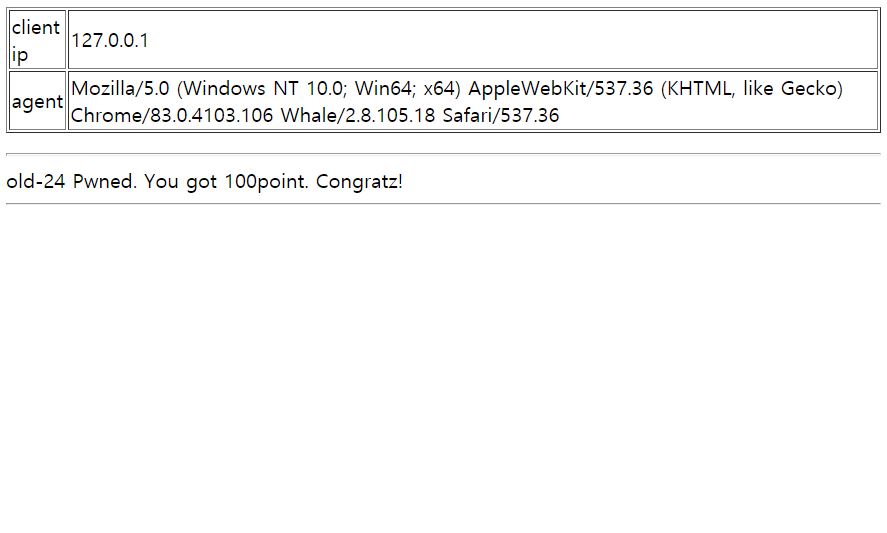 client
ip
127.0.0.1
agent
Mozilla/5.0 (Windows NT 10.0; Win64; x64) AppleWebKit/537.36 (KHTML, like Gecko)
Chrome/83.0.4103.106 Whale/2.8.105.18 Safari/537.36
old-24 Pwned. You got 100point. Congratz!